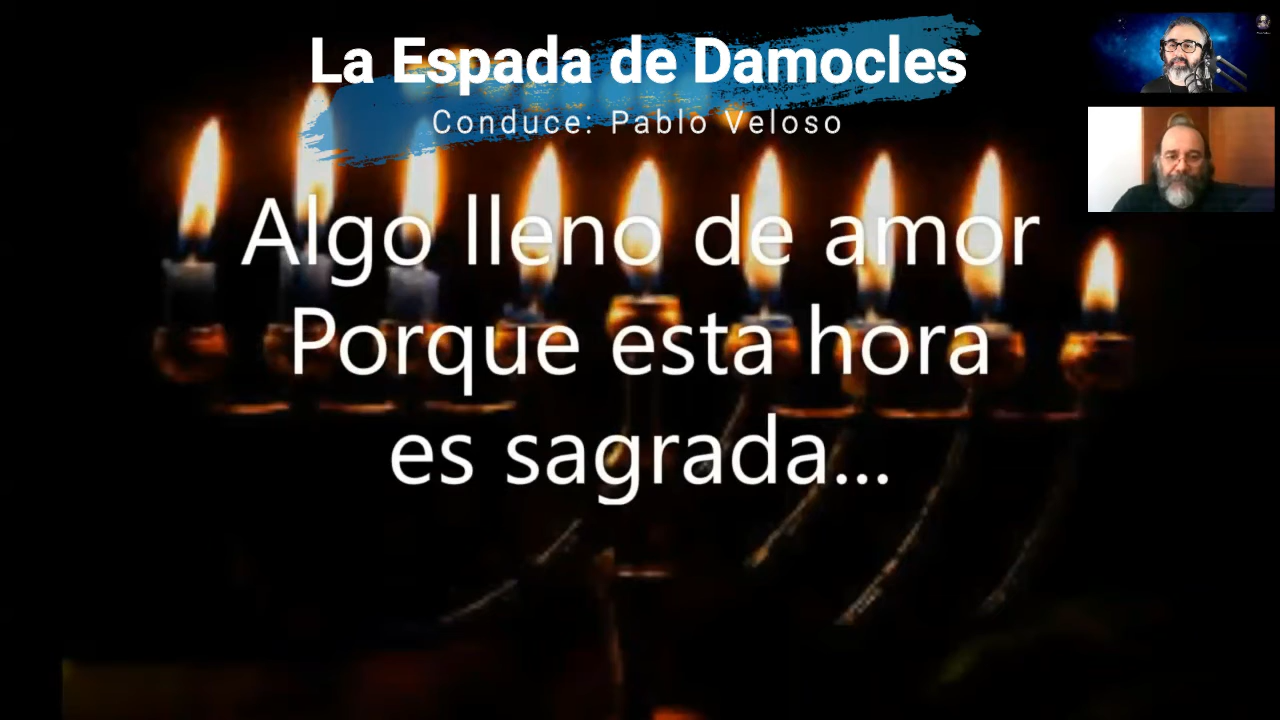 La Espada de Damocles
Conduce: Pablo Veloso
Algo lleno de amor
Porque esta hora
es sagrada...